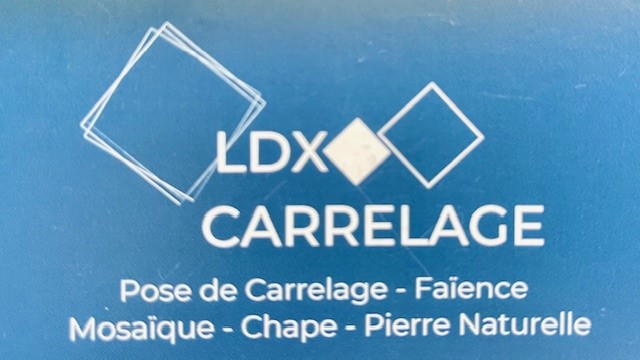 LDX
CARRELAGE
Pose de Carrelage - Faïence
Mosaïque - Chape - Pierre Naturelle